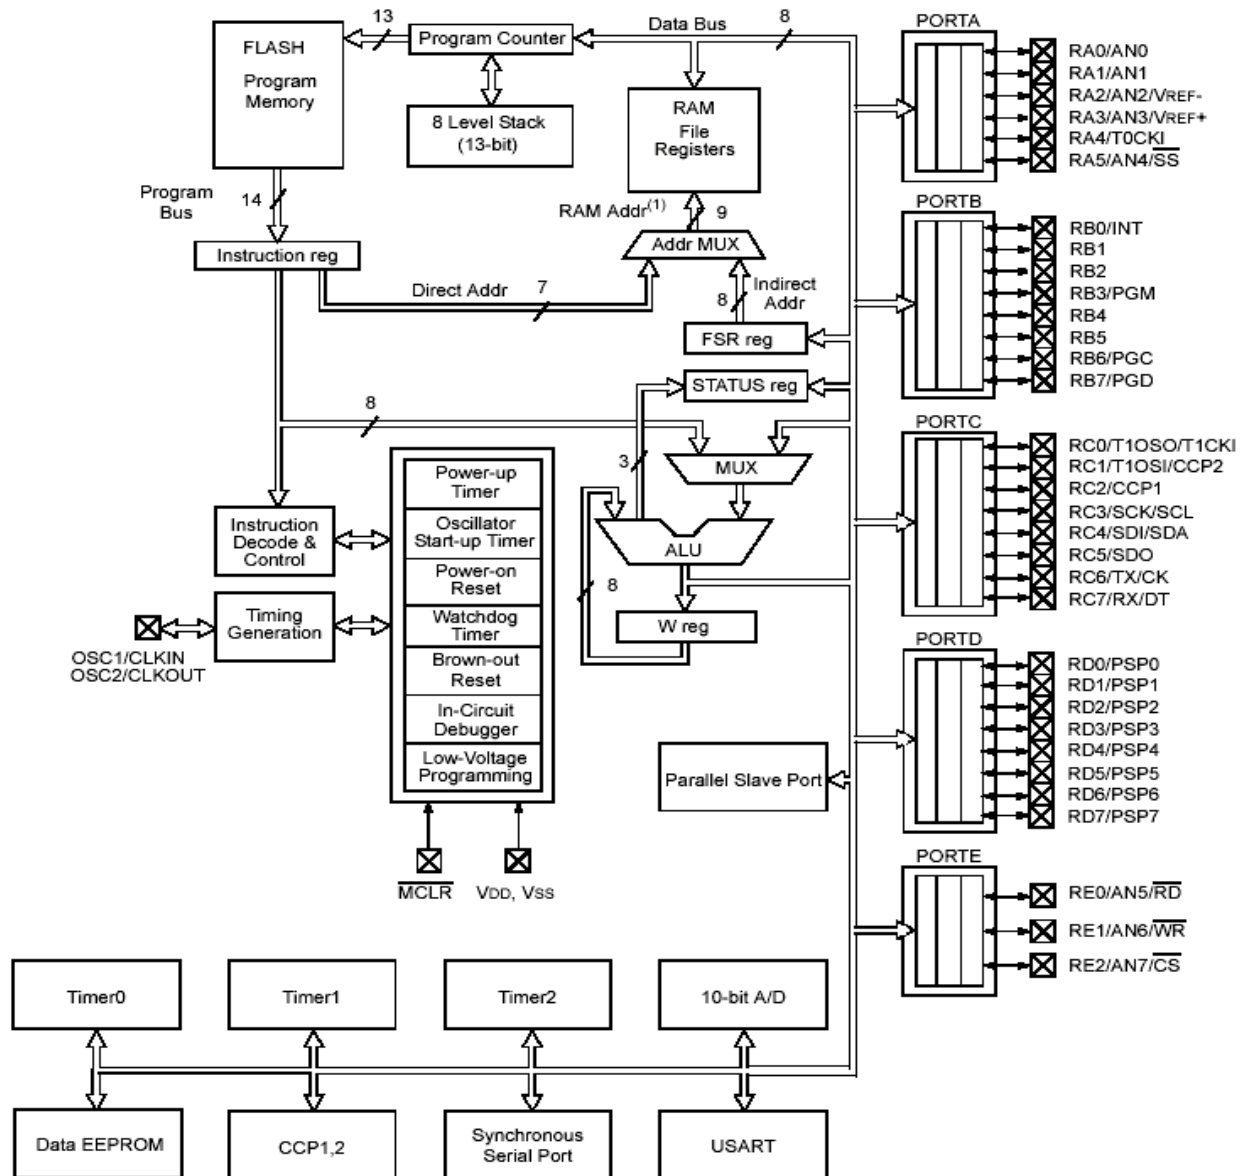 13
Data Bus
8
PORTA
FLASH
Program
Memory
Program Counter
8 Level Stack
(13-bit)
RAM
File
Registers
RA0/AN0
RA1/AN1
RA2/AN2/VREF-
RA3/AN3/VREF+
RA4/T0CKI
RA5/AN4/SS
Program
Bus
14
RAM Addr(1)
9
PORTB
Instruction reg
Addr MUX
Direct Addr
7
8
Indirect
Addr
FSR reg
STATUS reg
RB0/INT
RB1
RB2
RB3/PGM
RB4
RB5
RB6/PGC
RB7/PGD
8
3
MUX
PORTC
Power-up
Timer
Oscillator
Start-up Timer
Power-on
Reset
Watchdog
Timer
Brown-out
Reset
In-Circuit
Debugger
Low-Voltage
Programming
Instruction
Decode &
Control
Timing
Generation
OSC1/CLKIN
OSC2/CLKOUT
ALU
8
W reg
RC0/T1OSO/T1CKI
RC1/T1OSI/CCP2
RC2/CCP1
RC3/SCK/SCL
RC4/SDI/SDA
RC5/SDO
RC6/TX/CK
RC7/RX/DT
PORTD
RD0/PSP0
RD1/PSP1
RD2/PSP2
RD3/PSP3
RD4/PSP4
RD5/PSP5
RD6/PSP6
RD7/PSP7
Parallel Slave Port
MCLR
VDD, VSS
PORTE
RE0/AN5/RD
RE1/AN6/WR
RE2/AN7/CS
Timer0
Timer1
Timer2
10-bit A/D
Data EEPROM
CCP1,2
Synchronous
Serial Port
USART